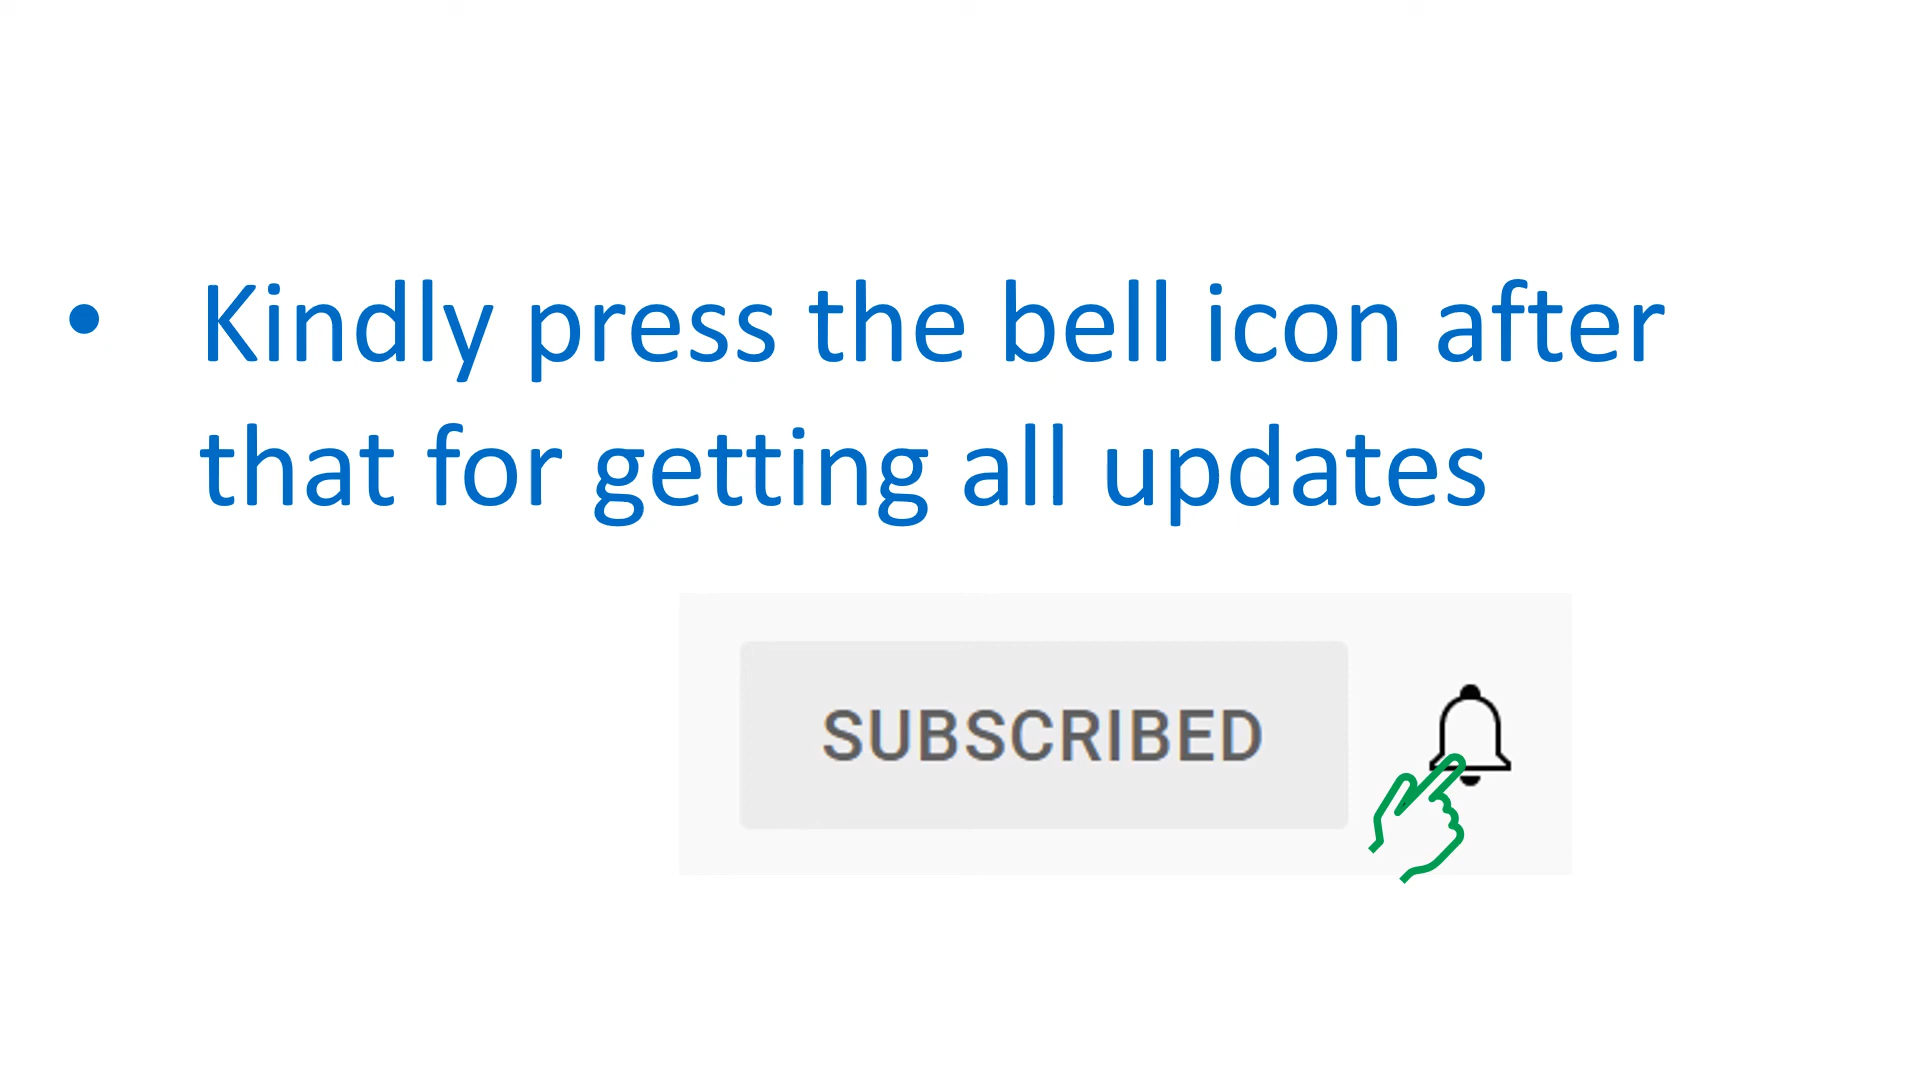 • Kindly press the bell icon after
that for getting all updates
SUBSCRIBED